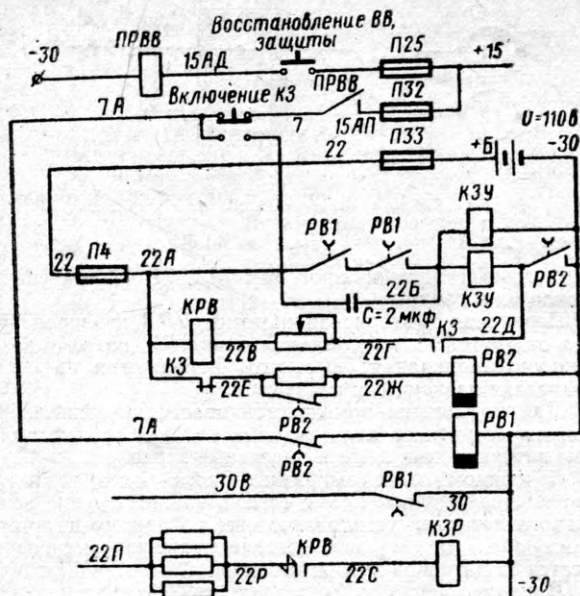 Восстановление ВВ,
защиты
-30 ПРВВ 15АД П25 +15
7А Включение КЗ ПРВВ П32
7 15АП
22 П33 +Б U=110В -30
КЗУ
РВ1 РВ1
22 П4 22А КЗУ РВ2
22Б
С=2 мкф
КРВ 22В 22Г КЗ 22Д
КЗ 22Е 22Ж РВ2
РВ2
7А РВ1
РВ2
30В РВ1 30
КРВ КЗР
22П 22Р 22С
-30